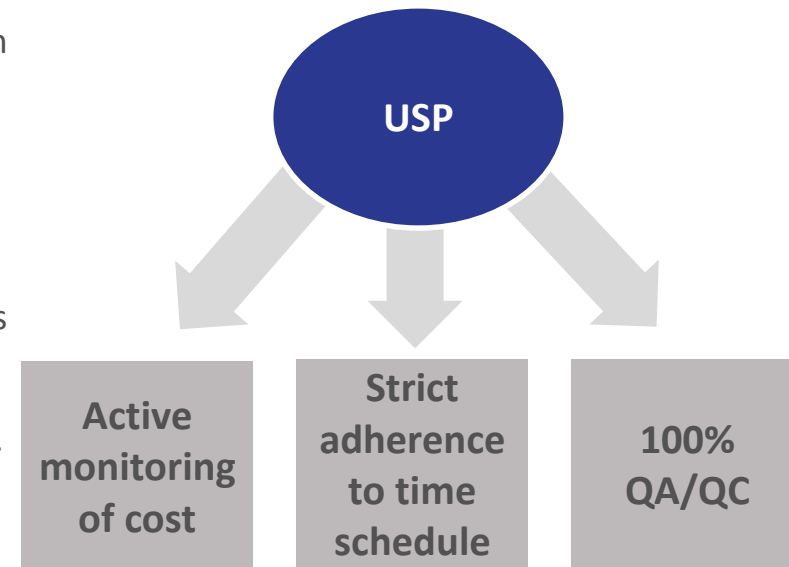 USP
Active
monitoring
of cost
Strict
adherence
to time
schedule
100%
QA/QC